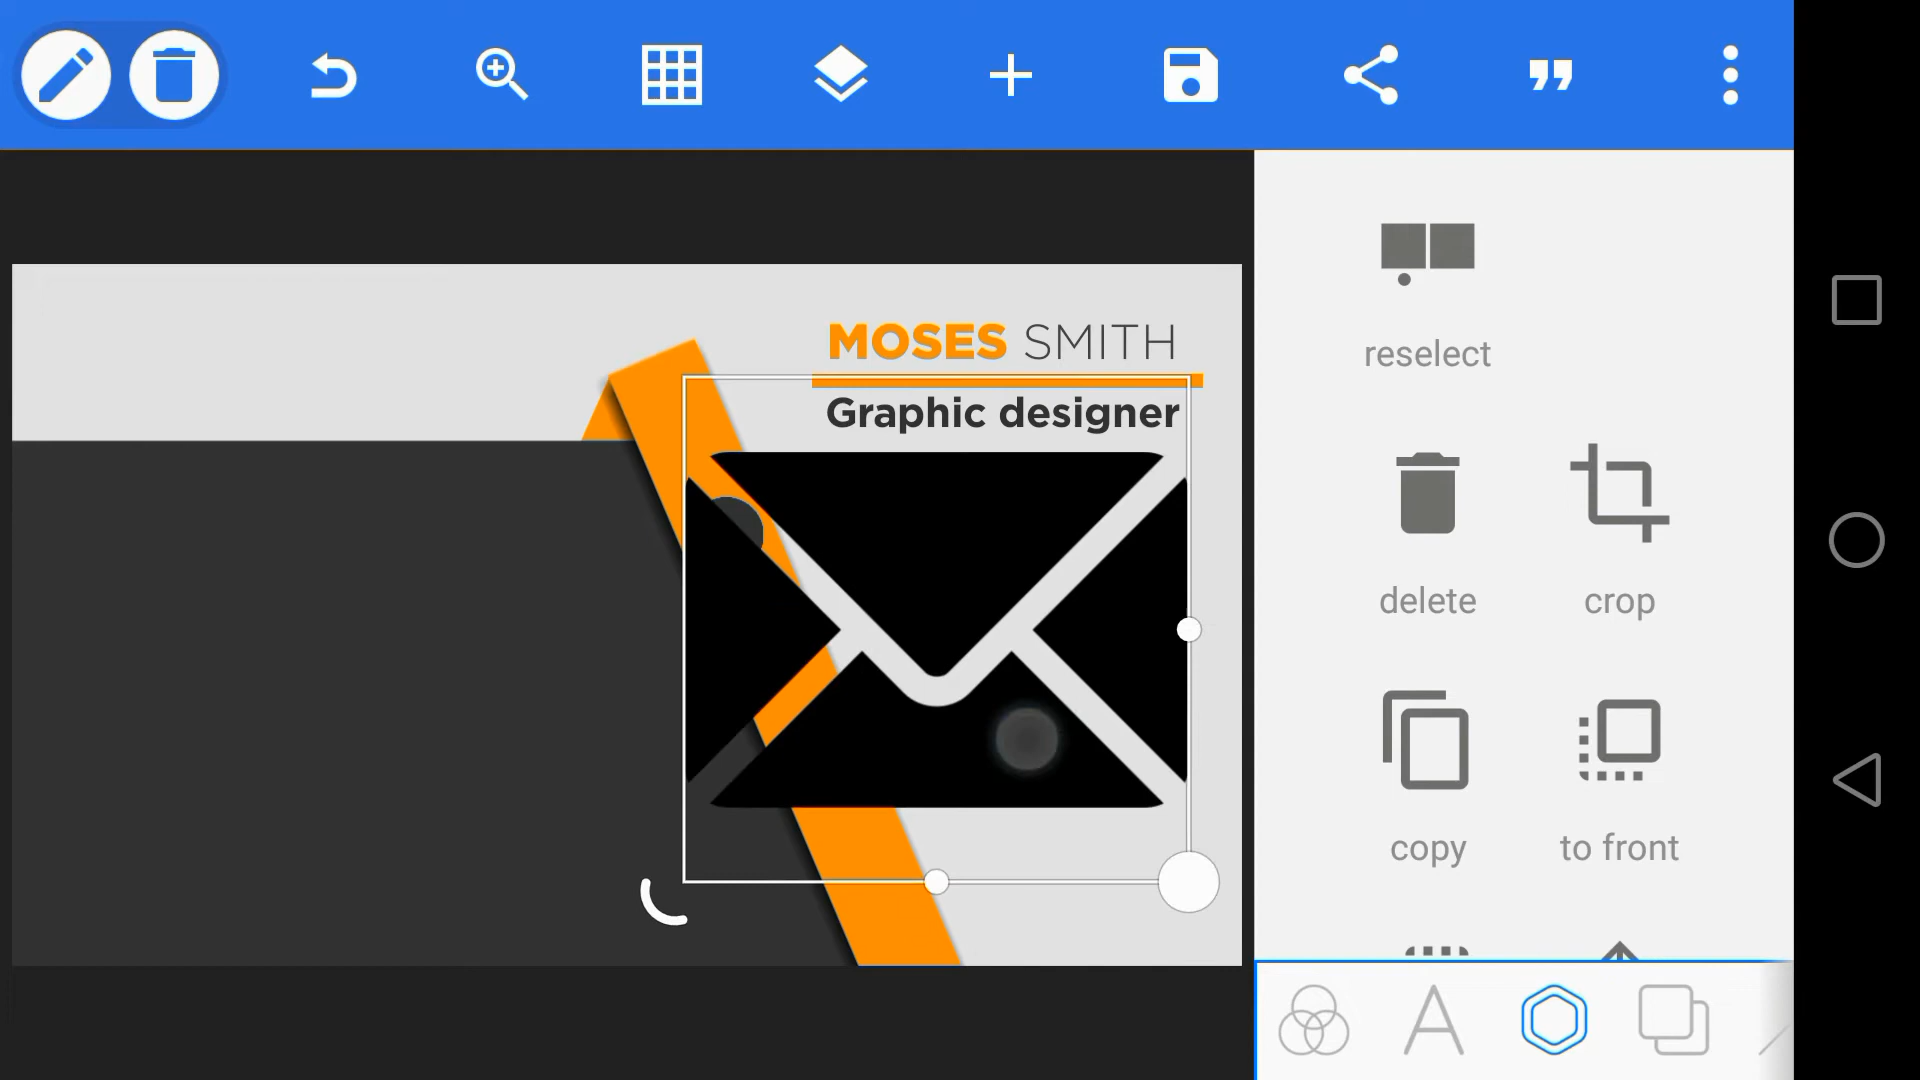 MOSES SMITH
Graphic designer
reselect
delete
crop
copy
to front